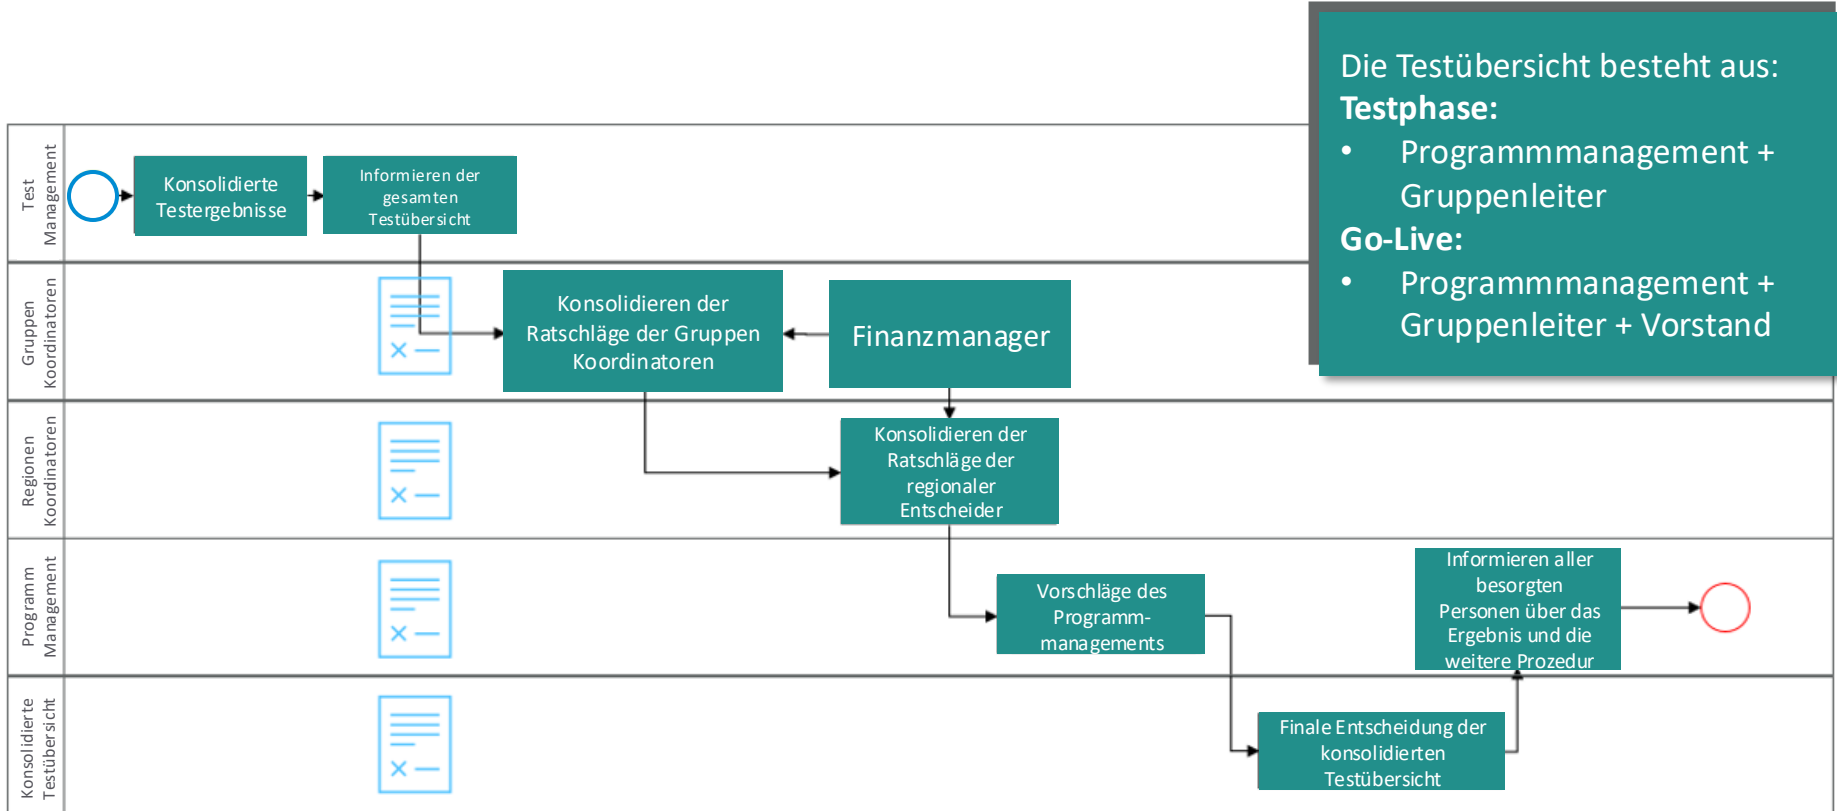 Die Testübersicht besteht aus:
Testphase:
• Programmmanagement +
Gruppenleiter
Go-Live:
• Programmmanagement +
Gruppenleiter + Vorstand
Test
Management
Konsolidierte
Testergebnisse
Informieren der
gesamten
Testübersicht
Gruppen
Koordinatoren
Konsolidieren der
Ratschläge der Gruppen
Koordinatoren
Finanzmanager
Regionen
Koordinatoren
Konsolidieren der
Ratschläge der
regionaler
Entscheider
Programm
Management
Vorschläge des
Programm-
managements
Informieren aller
besorgten
Personen über das
Ergebnis und die
weitere Prozedur
Konsolidierte
Testübersicht
Finale Entscheidung der
konsolidierten
Testübersicht